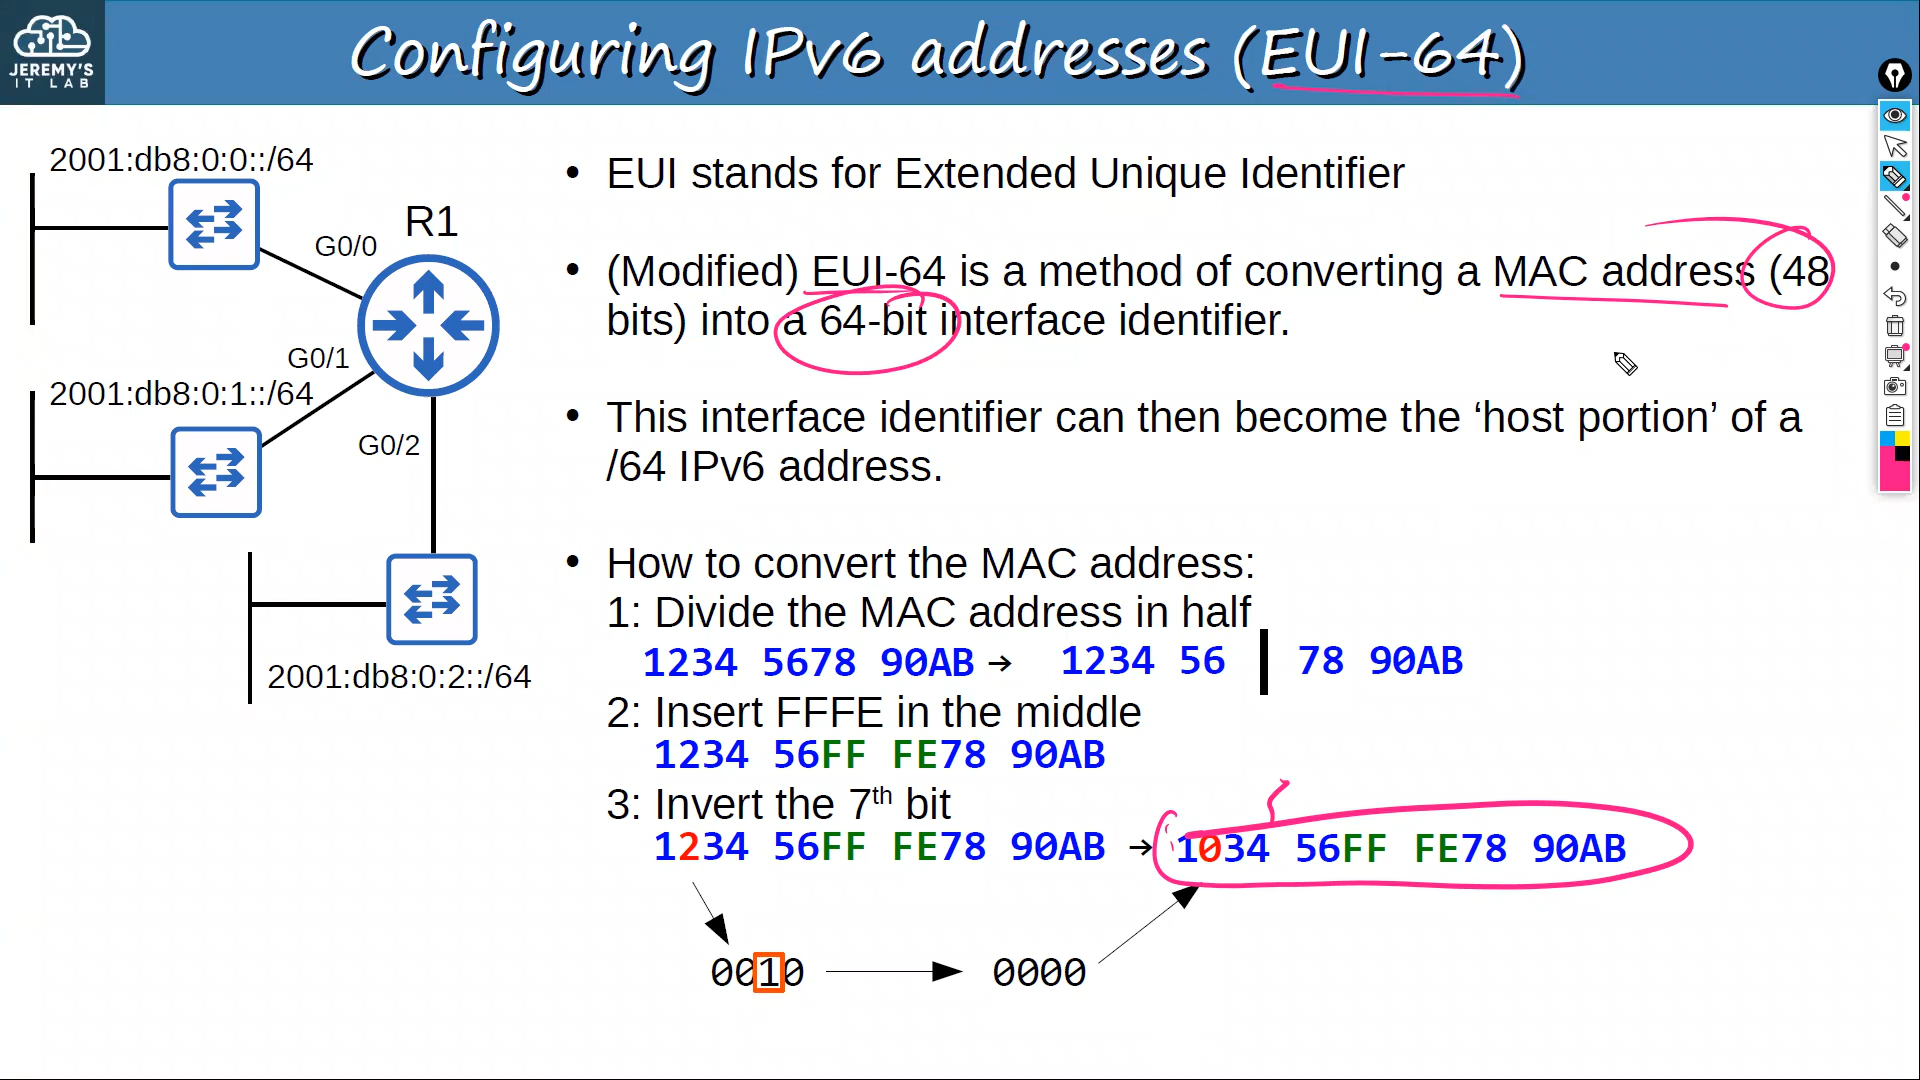 JEREMY'S
IT LAB
Configuring IPv6 addresses (EUI-64)
2001:db8:0:0::/64
R1
G0/0
G0/1
2001:db8:0:1::/64
G0/2
2001:db8:0:2::/64
• EUI stands for Extended Unique Identifier
• (Modified) EUI-64 is a method of converting a MAC address (48
bits) into a 64-bit interface identifier.
• This interface identifier can then become the ‘host portion’ of a
/64 IPv6 address.
• How to convert the MAC address:
1: Divide the MAC address in half
1234 5678 90AB → 1234 56 | 78 90AB
2: Insert FFFE in the middle
1234 56FF FE78 90AB
3: Invert the 7th bit
1234 56FF FE78 90AB → 1034 56FF FE78 90AB
0010 0000